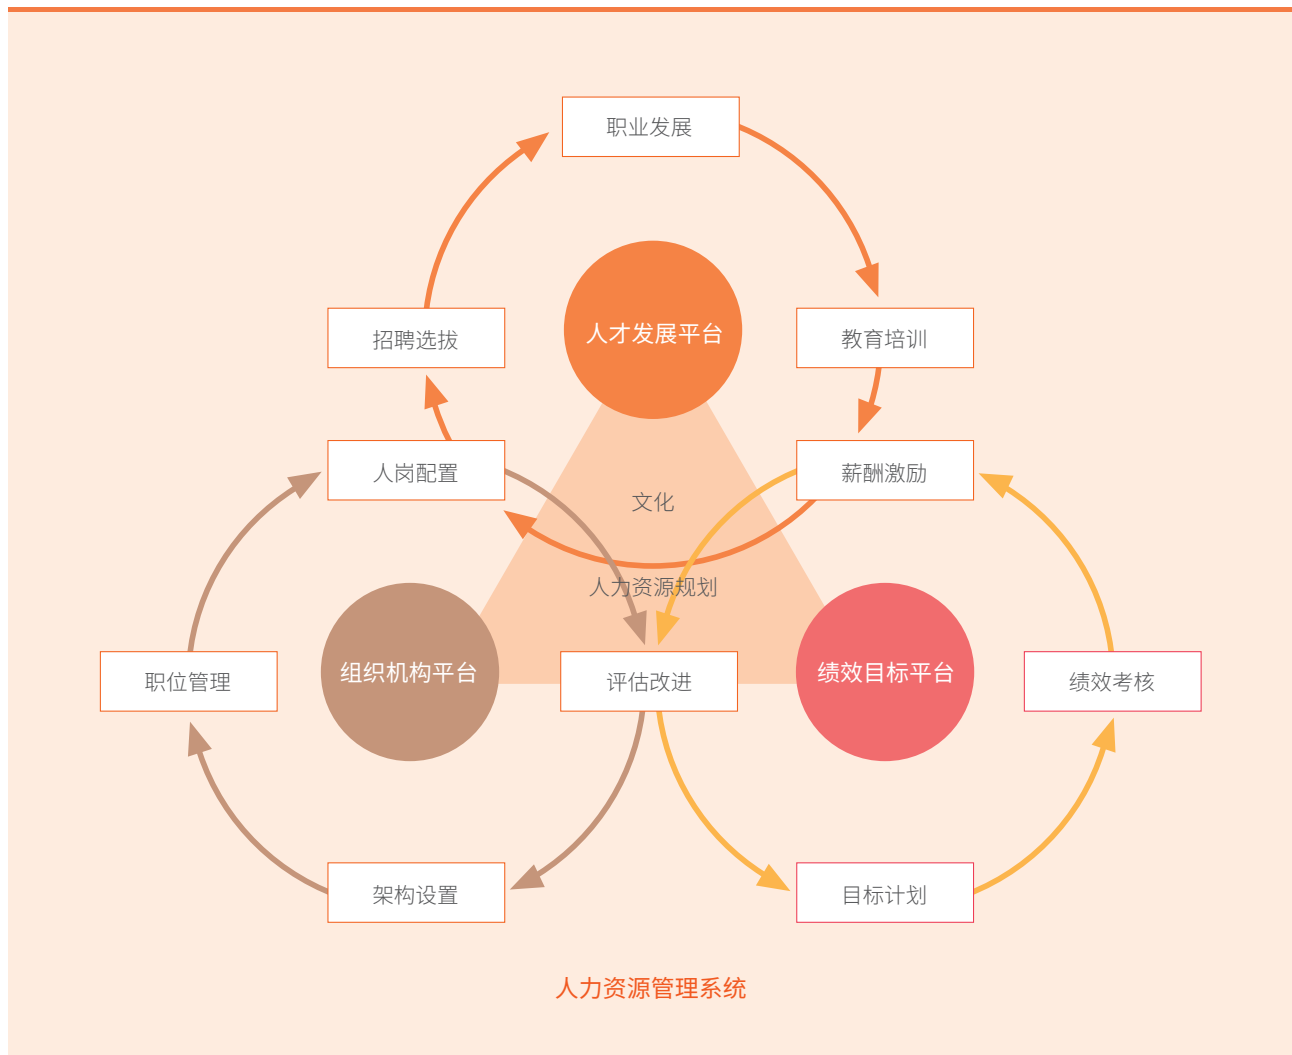 职业发展
人才发展平台
招聘选拔
教育培训
人岗配置
薪酬激励
文化
人力资源规划
组织机构平台
绩效目标平台
职位管理
评估改进
绩效考核
架构设置
目标计划
人力资源管理系统